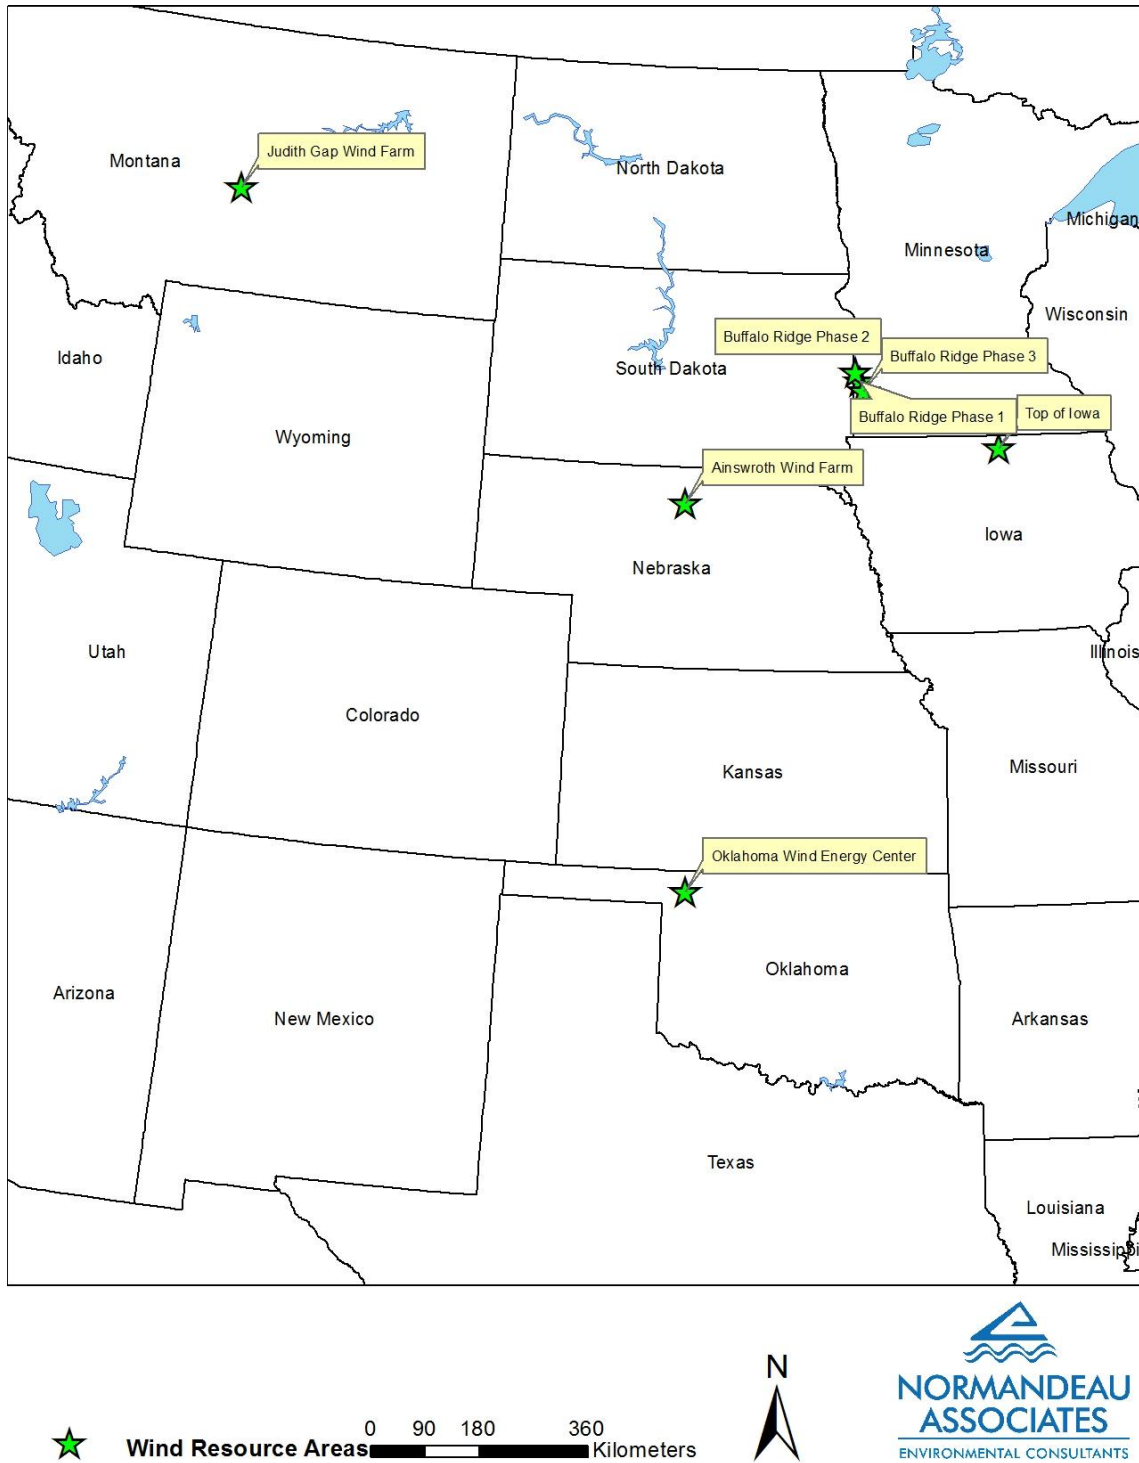 Judith Gap Wind Farm
Montana
North Dakota
Michigan
Minnesota
Wisconsin
Buffalo Ridge Phase 2
Buffalo Ridge Phase 3
Idaho
South Dakota
Buffalo Ridge Phase 1
Top of Iowa
Wyoming
Ainswroth Wind Farm
Iowa
Nebraska
Utah
Illinois
Colorado
Kansas
Missouri
Oklahoma Wind Energy Center
Oklahoma
Arizona
New Mexico
Arkansas
Texas
Louisiana
Mississippi
N
NORMANDEAU
ASSOCIATES
ENVIRONMENTAL CONSULTANTS
Wind Resource Areas
0 90 180 360
Kilometers